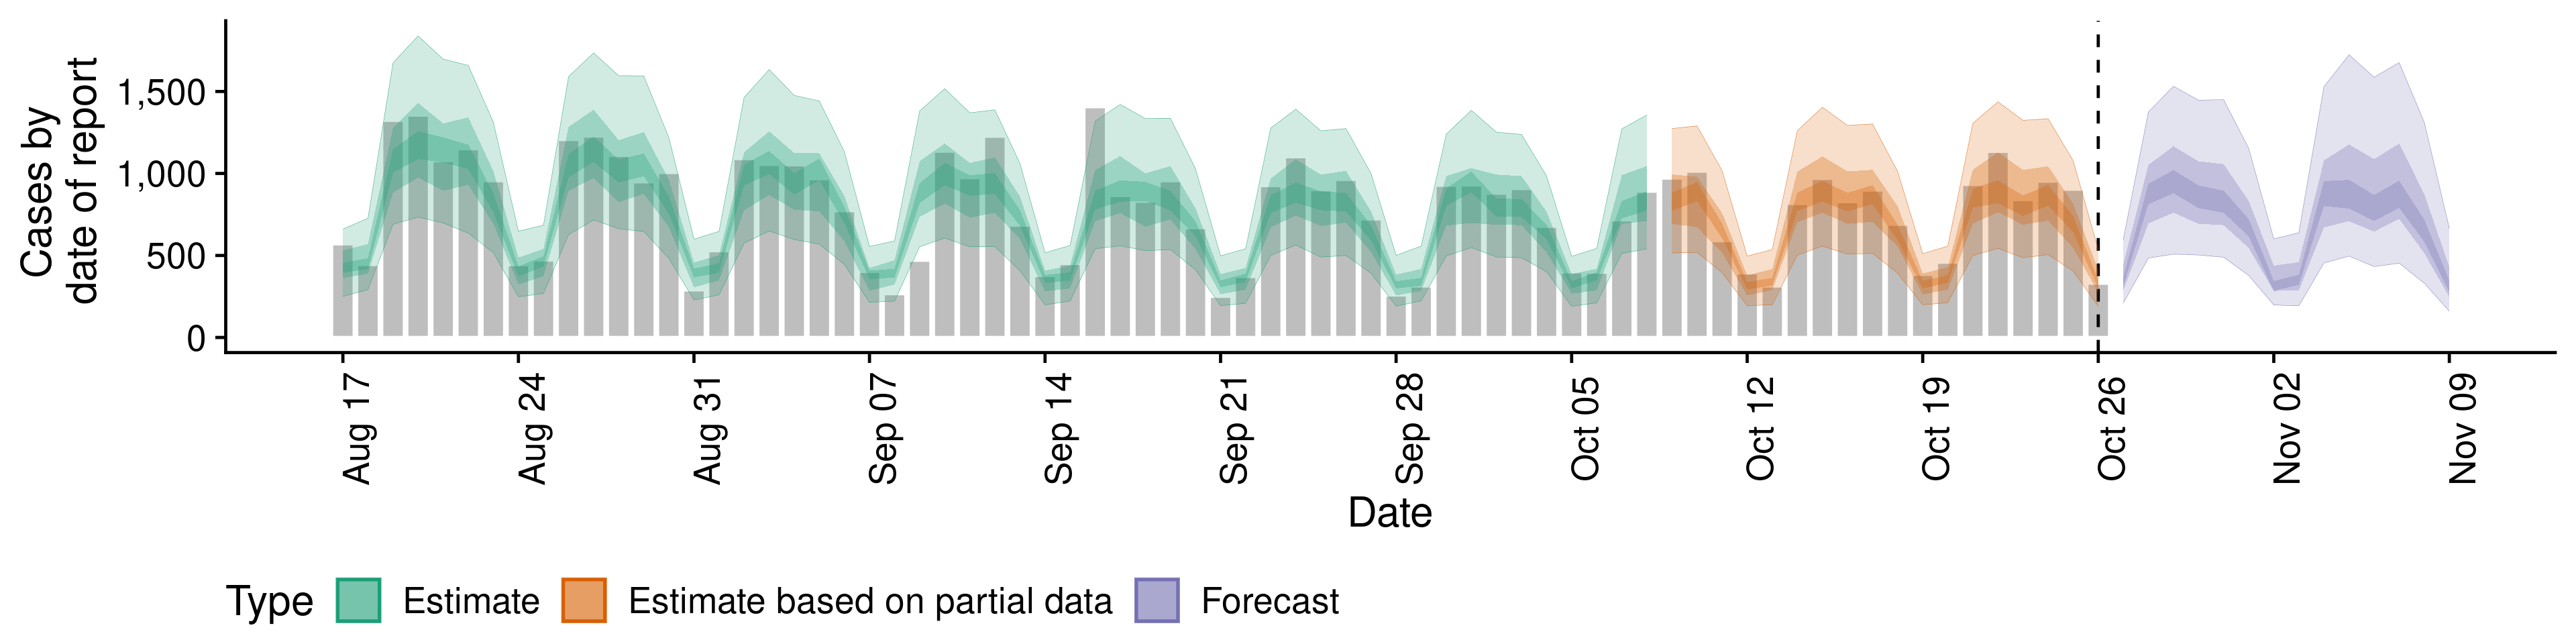 Cases by
date of report
1,500
1,000
500
0
Aug 17
Aug 24
Aug 31
Sep 07
Sep 14
Sep 21
Sep 28
Oct 05
Oct 12
Oct 19
Oct 26
Nov 02
Nov 09
Date
Type Estimate Estimate based on partial data Forecast